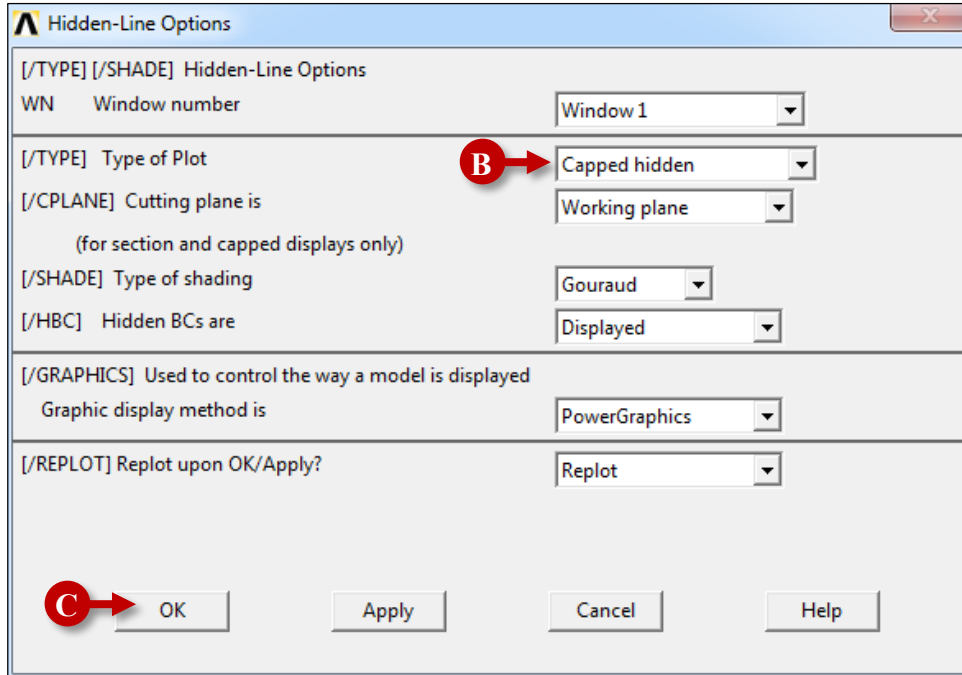 Hidden-Line Options
[/TYPE] [/SHADE] Hidden-Line Options
WN Window number Window 1
[/TYPE] Type of Plot B Capped hidden
[/CPLANE] Cutting plane is Working plane
(for section and capped displays only)
[/SHADE] Type of shading Gouraud
[/HBC] Hidden BCs are Displayed
[/GRAPHICS] Used to control the way a model is displayed
Graphic display method is PowerGraphics
[/REPLOT] Replot upon OK/Apply? Replot
C OK Apply Cancel Help